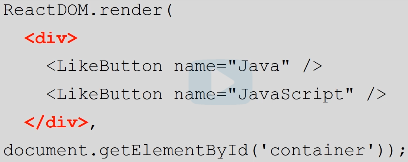 ReactDOM.render(
  <div>
    <LikeButton name="Java" />
    <LikeButton name="JavaScript" />
  </div>,
document.getElementById('container'));